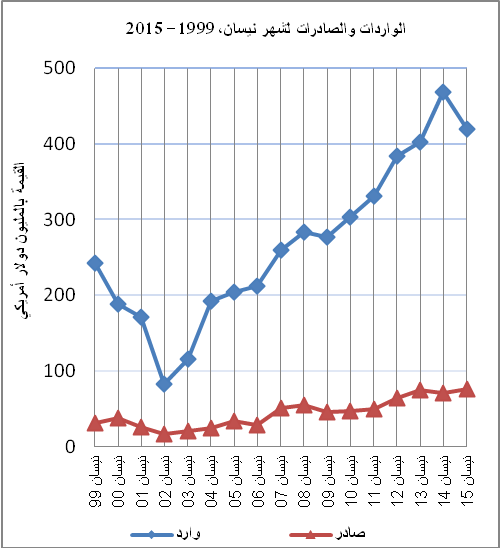 الواردات والصادرات لشهر نيسان، 1999- 2015
القيمة بالمليون دولار أمريكي
500
400
300
200
100
0
نيسان 99
نيسان 00
نيسان 01
نيسان 02
نيسان 03
نيسان 04
نيسان 05
نيسان 06
نيسان 07
نيسان 08
نيسان 09
نيسان 10
نيسان 11
نيسان 12
نيسان 13
نيسان 14
نيسان 15
وارد
صادر